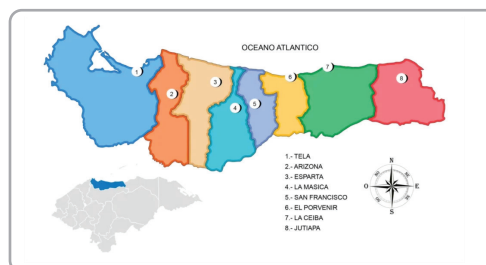 OCEANO ATLANTICO
1
2
3
4
5
6
7
8
1.- TELA
2.- ARIZONA
3.- ESPARTA
4.- LA MASICA
5.- SAN FRANCISCO
6.- EL PORVENIR
7.- LA CEIBA
8.- JUTIAPA
N
O
E
S